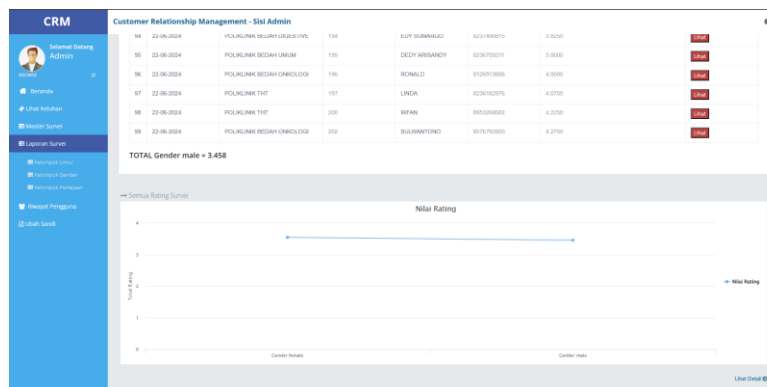 CRM
Customer Relationship Management - Sisi Admin
Selamat Datang
Admin
Beranda
Lihat Keluhan
Master Survei
Laporan Survei
Kelompok Umur
Kelompok Gender
Kelompok Pertanyaan
Riwayat Pengguna
Ubah Sandi
94 22-06-2024 POLIKLINIK BEDAH DIGESTIVE 194 EDY SUMARGO 3.8250 Lihat
95 22-06-2024 POLIKLINIK BEDAH UMUM 195 DEDY ARISANDY 3.0000 Lihat
96 22-06-2024 POLIKLINIK BEDAH ONKOLOGI 196 RONALD 4.0000 Lihat
97 22-06-2024 POLIKLINIK THT 197 LINDA 4.0750 Lihat
98 22-06-2024 POLIKLINIK THT 200 IRFAN 4.2250 Lihat
99 22-06-2024 POLIKLINIK BEDAH ONKOLOGI 202 SULWANTONO 4.2750 Lihat
TOTAL Gender male = 3.458
Semua Rating Survei
Nilai Rating
4
3
2
1
0
Total Rating
Gender female
Gender male
Nilai Rating
Lihat Detail